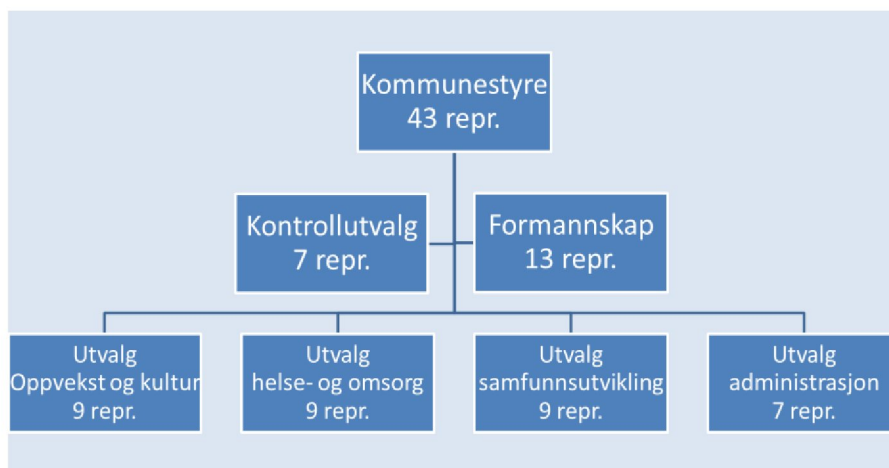 Kommunestyre
43 repr.
Kontrollutvalg
7 repr.
Formannskap
13 repr.
Utvalg
Oppvekst og kultur
9 repr.
Utvalg
helse- og omsorg
9 repr.
Utvalg
samfunnsutvikling
9 repr.
Utvalg
administrasjon
7 repr.